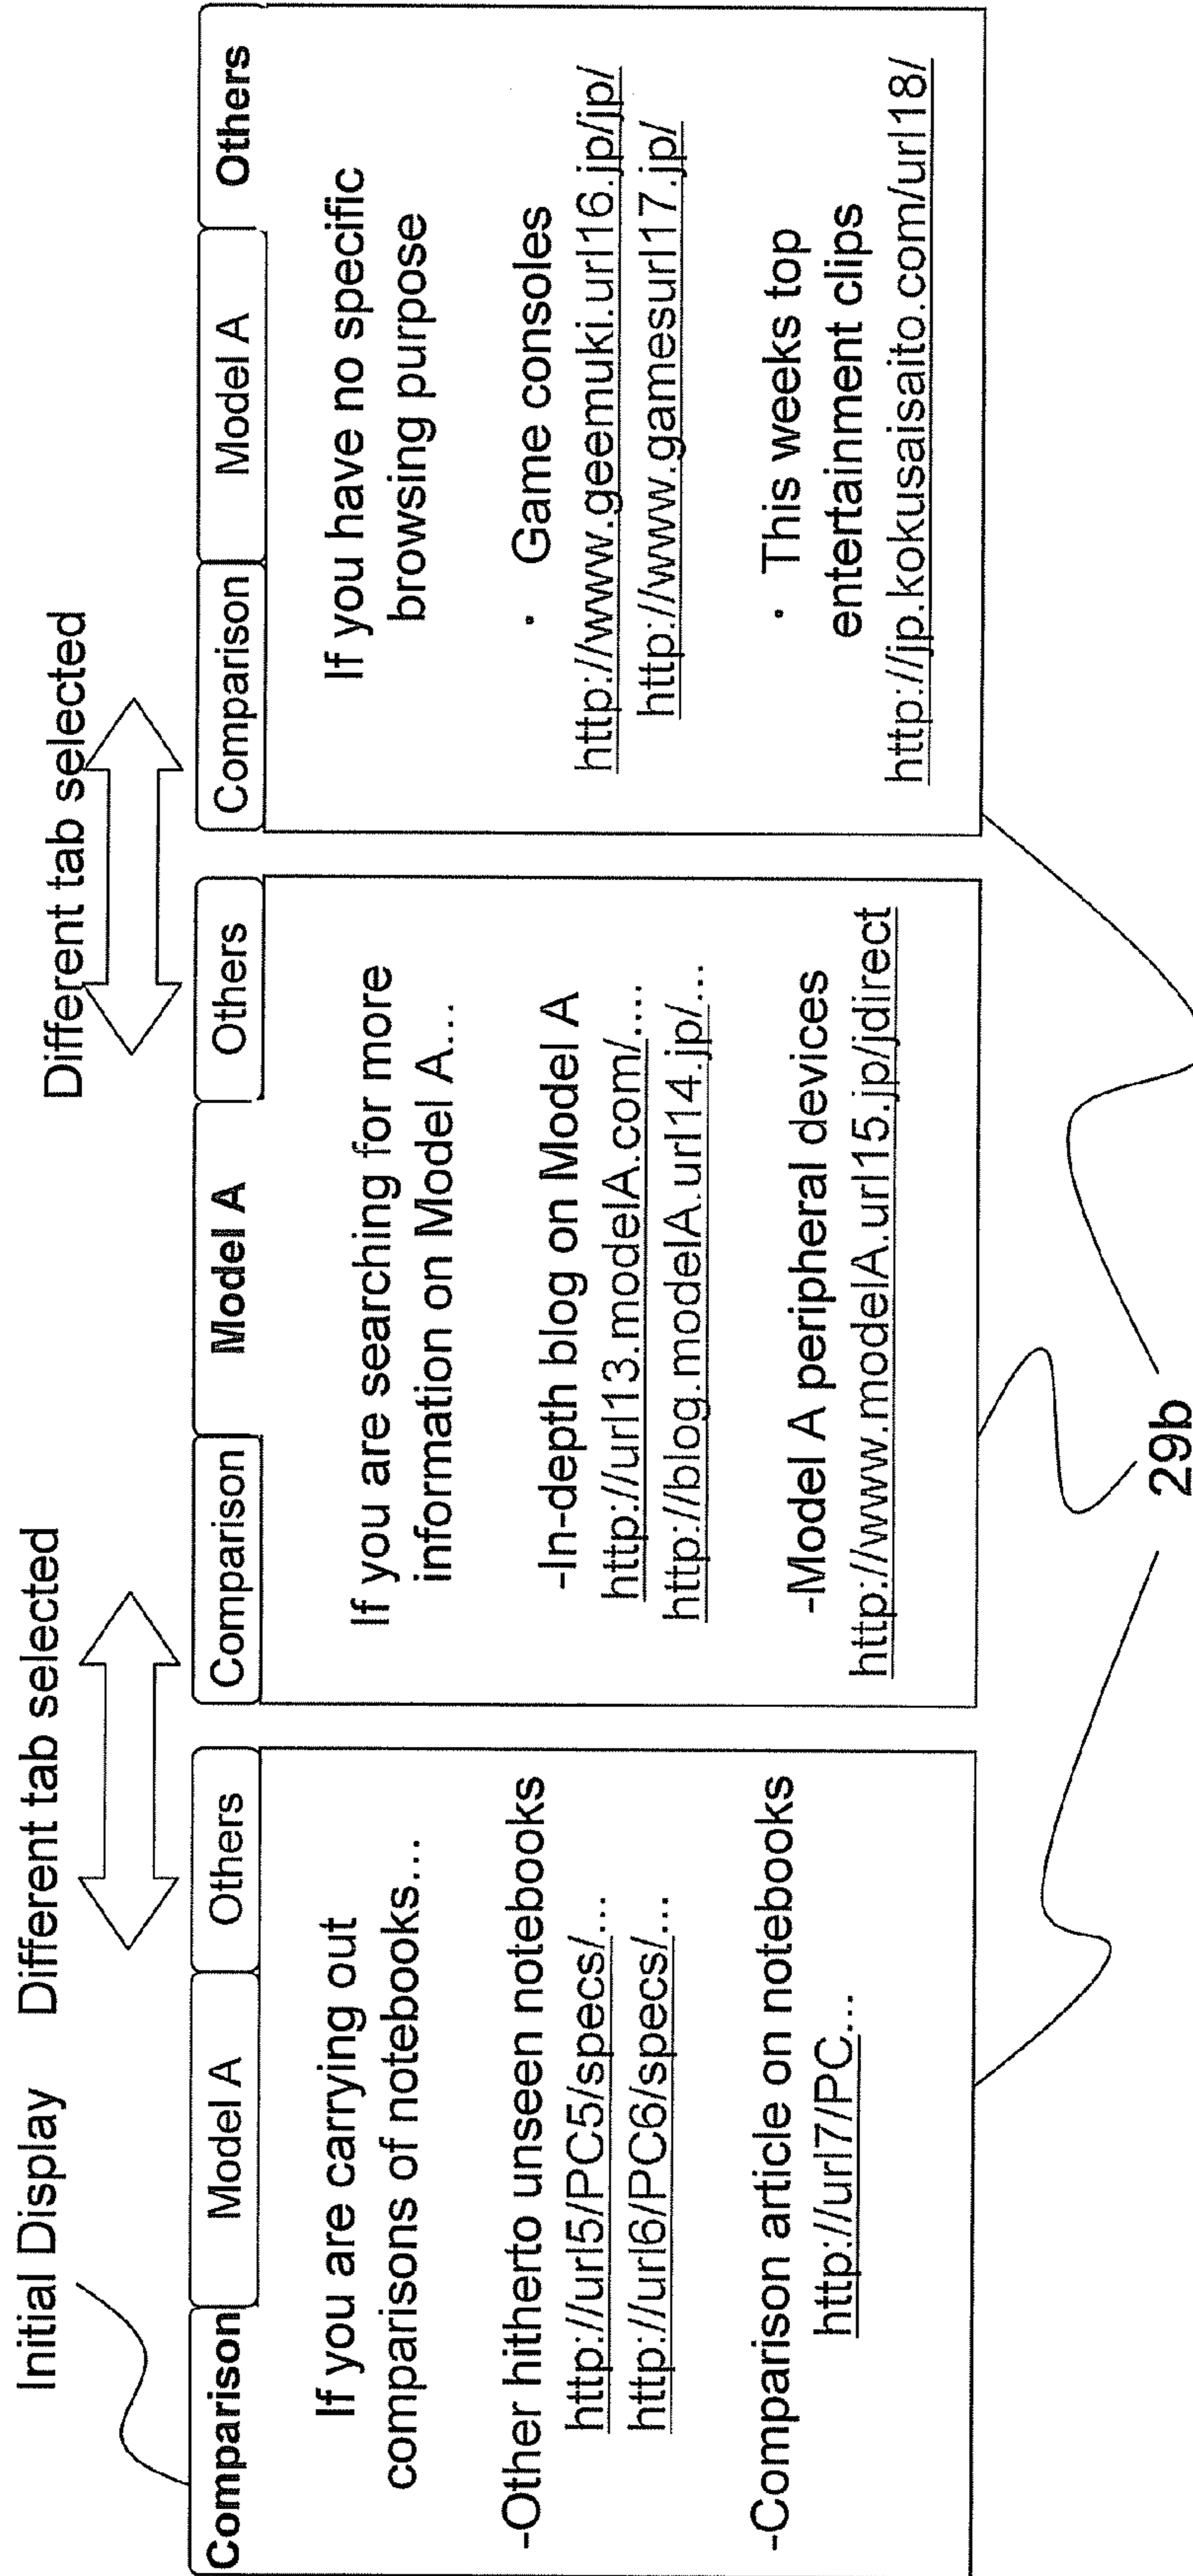 Initial Display
Different tab selected
Different tab selected
Comparison
Model A
Others
If you are carrying out
comparisons of notebooks...
-Other hitherto unseen notebooks
http://url5/PC5/specs/...
http://url6/PC6/specs/...
-Comparison article on notebooks
http://url7/PC...
Comparison
Model A
Others
If you are searching for more
information on Model A...
-In-depth blog on Model A
http://url13.modelA.com/....
http://blog.modelA.url14.jp/...
-Model A peripheral devices
http://www.modelA.url15.jp/jdirect
Comparison
Model A
Others
If you have no specific
browsing purpose
• Game consoles
http://www.geemuki.url16.jp/jp/
http://www.gamesurl17.jp/
• This weeks top
entertainment clips
http://jp.kokusaisaito.com/url18/
29b